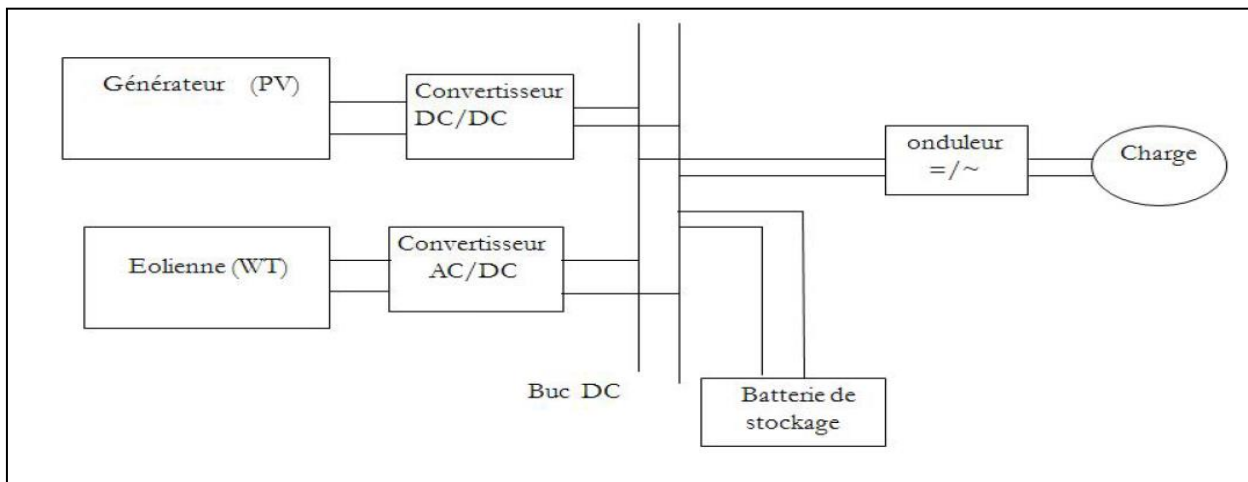 Générateur (PV)
Convertisseur
DC/DC
onduleur
=/~
Charge
Eolienne (WT)
Convertisseur
AC/DC
Buc DC
Batterie de
stockage